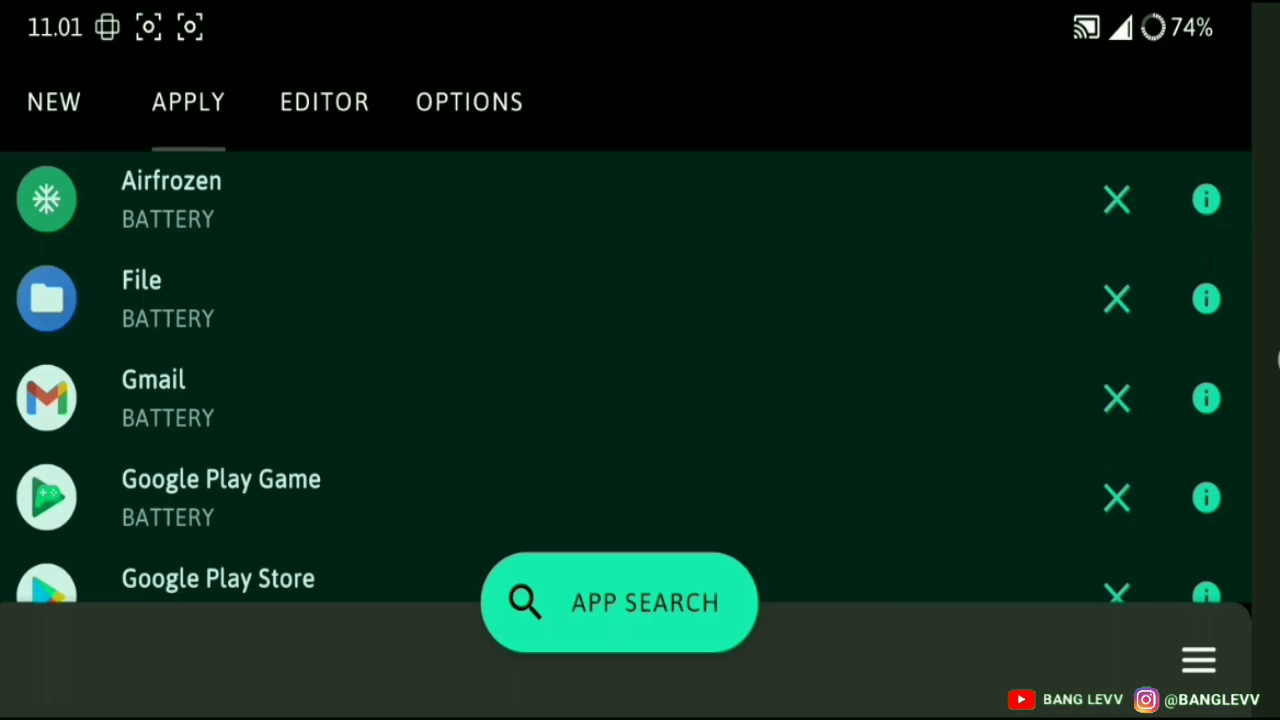 11.01 74%
NEW APPLY EDITOR OPTIONS
Airfrozen
BATTERY
File
BATTERY
Gmail
BATTERY
Google Play Game
BATTERY
Google Play Store
APP SEARCH
BANG LEVV @BANGLEVV